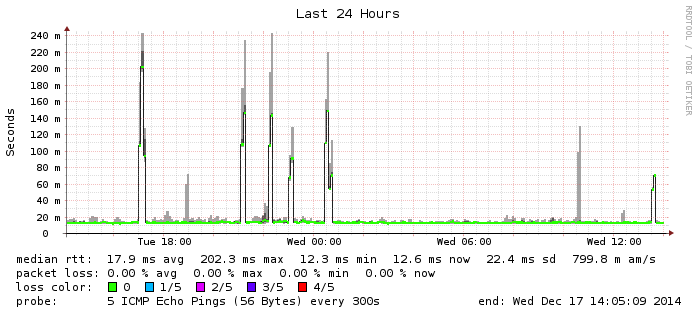 Last 24 Hours
RRDTOOL / TOBI OETIKER
Seconds
240 m
220 m
200 m
180 m
160 m
140 m
120 m
100 m
80 m
60 m
40 m
20 m
0
Tue 18:00 Wed 00:00 Wed 06:00 Wed 12:00
median rtt: 17.9 ms avg 202.3 ms max 12.3 ms min 12.6 ms now 22.4 ms sd 799.8 m am/s
packet loss: 0.00 % avg 0.00 % max 0.00 % min 0.00 % now
loss color: 0 1/5 2/5 3/5 4/5
probe: 5 ICMP Echo Pings (56 Bytes) every 300s end: Wed Dec 17 14:05:09 2014